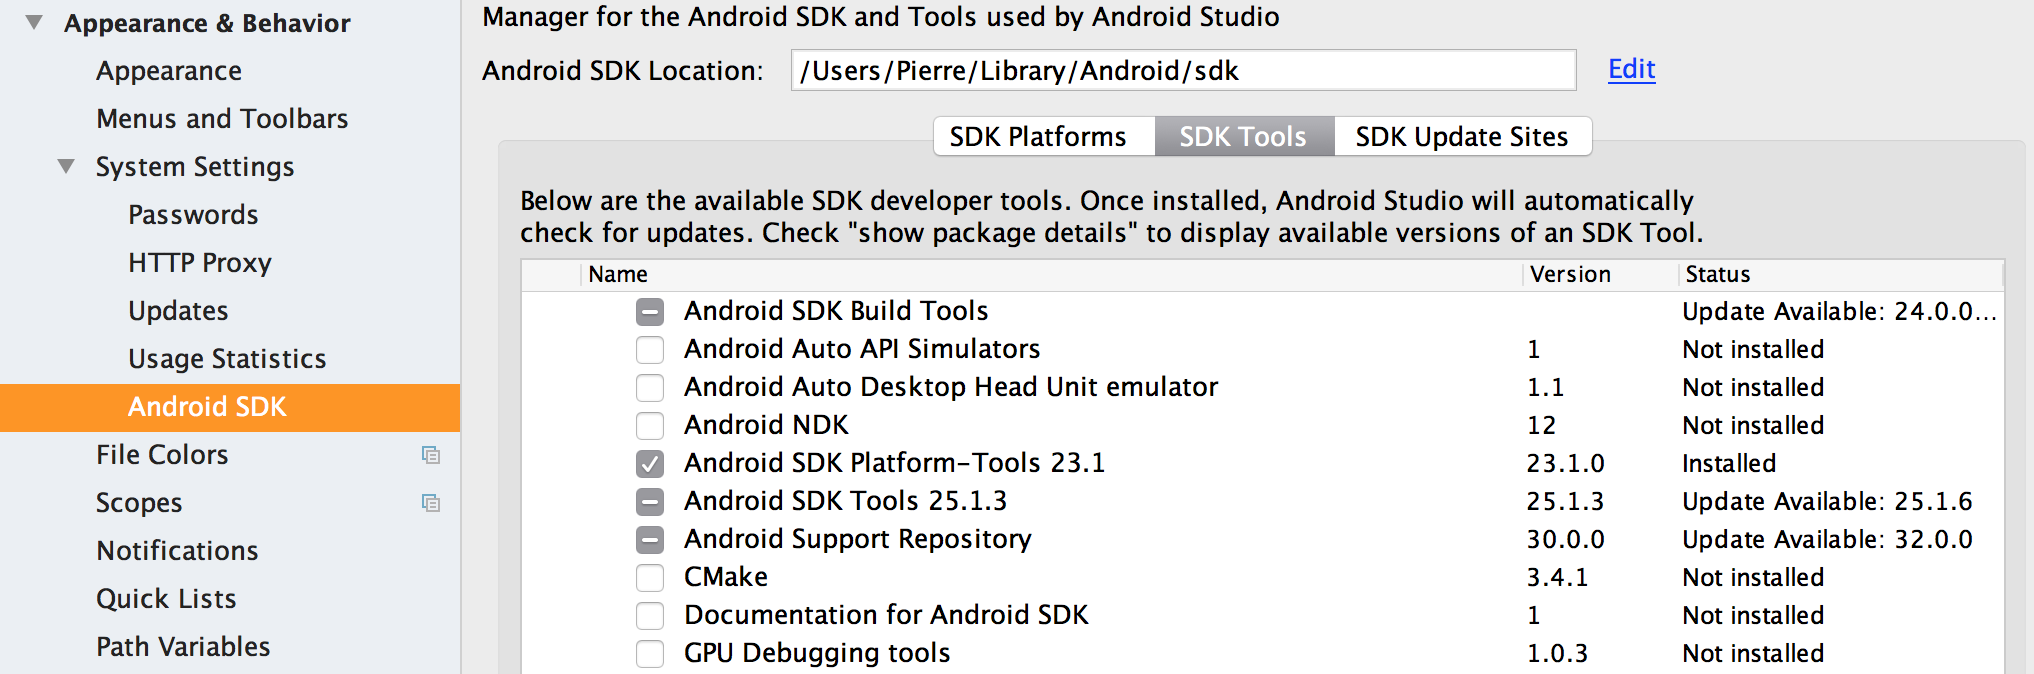 Appearance & Behavior
Appearance
Menus and Toolbars
System Settings
Passwords
HTTP Proxy
Updates
Usage Statistics
Android SDK
File Colors
Scopes
Notifications
Quick Lists
Path Variables
Manager for the Android SDK and Tools used by Android Studio
Android SDK Location: /Users/Pierre/Library/Android/sdk Edit
SDK Platforms SDK Tools SDK Update Sites
Below are the available SDK developer tools. Once installed, Android Studio will automatically
check for updates. Check "show package details" to display available versions of an SDK Tool.
Name Version Status
Android SDK Build Tools Update Available: 24.0.0...
Android Auto API Simulators 1 Not installed
Android Auto Desktop Head Unit emulator 1.1 Not installed
Android NDK 12 Not installed
Android SDK Platform-Tools 23.1 23.1.0 Installed
Android SDK Tools 25.1.3 25.1.3 Update Available: 25.1.6
Android Support Repository 30.0.0 Update Available: 32.0.0
CMake 3.4.1 Not installed
Documentation for Android SDK 1 Not installed
GPU Debugging tools 1.0.3 Not installed